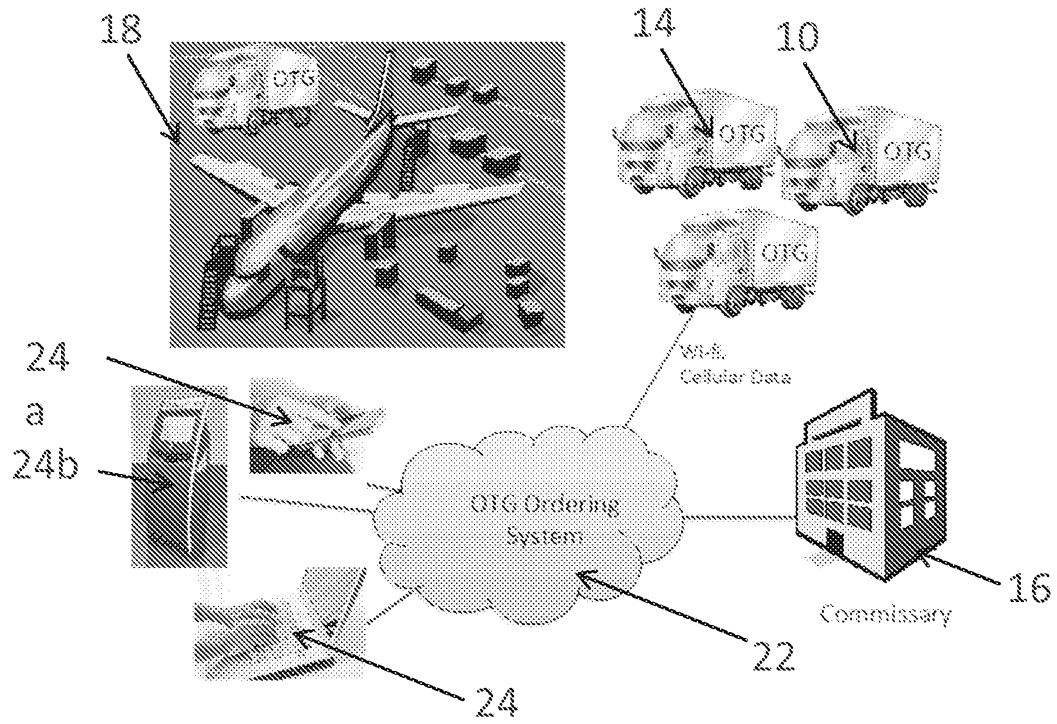 18
14
10
OTG
OTG
OTG
OTG
24
a
24b
Wi-fi,
Cellular Data
OTG Ordering
System
16
Commissary
22
24